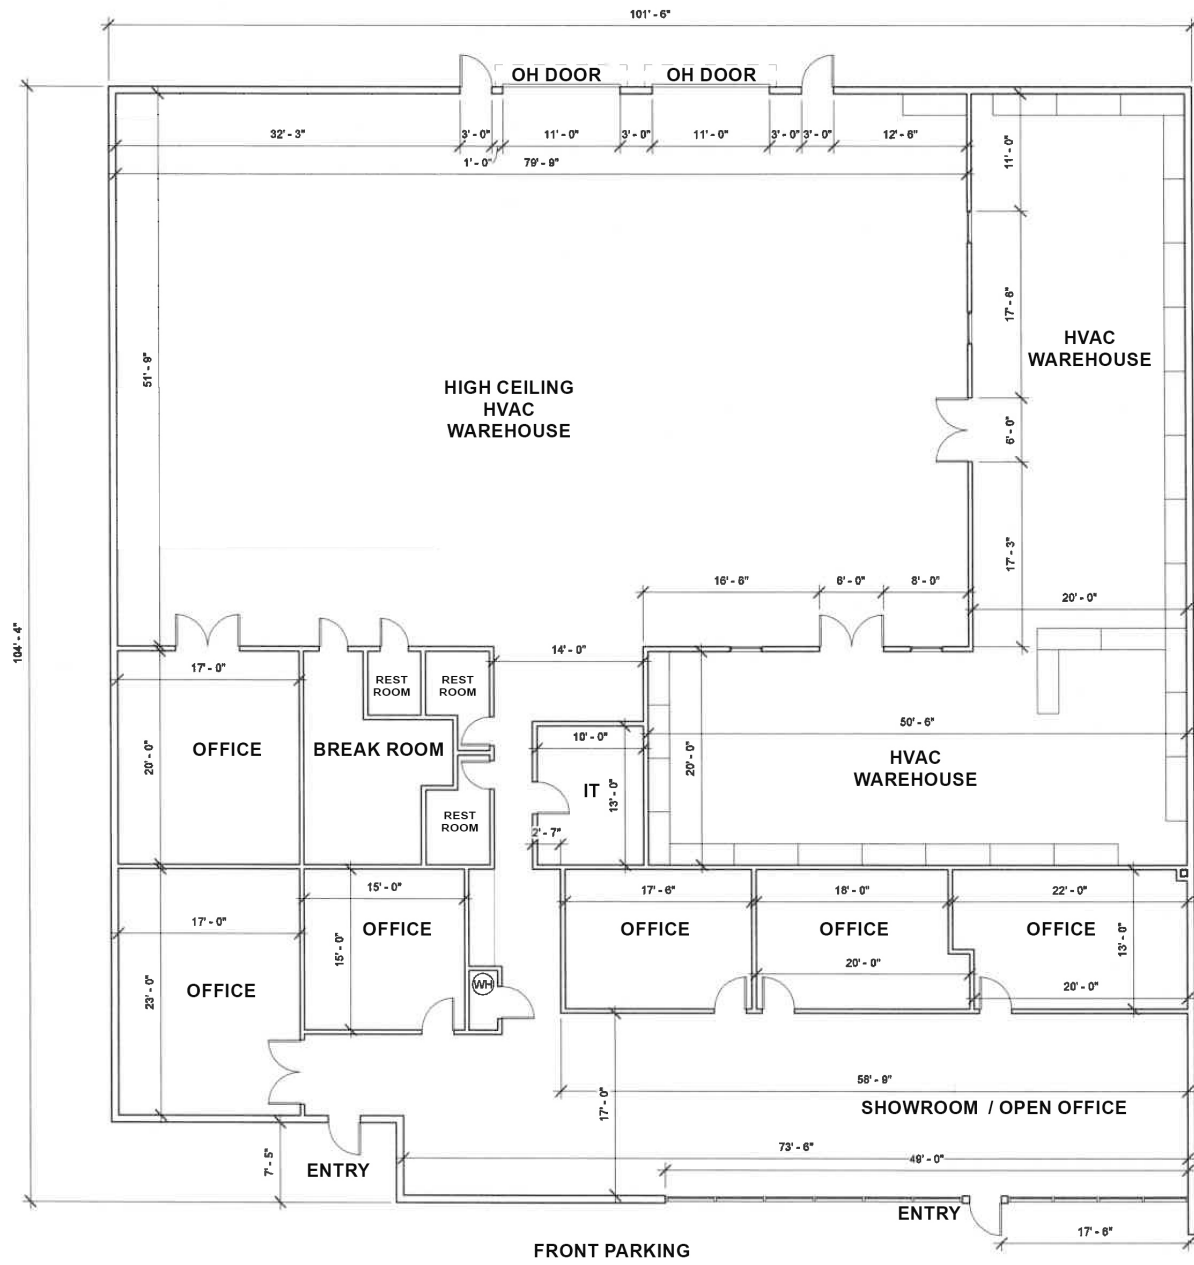 101' - 6"
OH DOOR
OH DOOR
32' - 3"
3' - 0"
11' - 0"
3' - 0"
11' - 0"
3' - 0"
3' - 0"
12' - 6"
1' - 0"
79' - 9"
11' - 0"
17' - 6"
51' - 9"
HVAC
WAREHOUSE
HIGH CEILING
HVAC
WAREHOUSE
6' - 0"
17' - 3"
16' - 6"
6' - 0"
8' - 0"
20' - 0"
104' - 4"
14' - 0"
17' - 0"
REST
ROOM
REST
ROOM
50' - 6"
10' - 0"
OFFICE
BREAK ROOM
20' - 0"
20' - 0"
HVAC
WAREHOUSE
IT
13' - 0"
REST
ROOM
2' - 7"
15' - 0"
17' - 6"
18' - 0"
22' - 0"
17' - 0"
OFFICE
OFFICE
OFFICE
OFFICE
15' - 0"
13' - 0"
20' - 0"
20' - 0"
WH
OFFICE
23' - 0"
58' - 9"
17' - 0"
SHOWROOM / OPEN OFFICE
73' - 6"
49' - 0"
7' - 5"
ENTRY
ENTRY
17' - 6"
FRONT PARKING